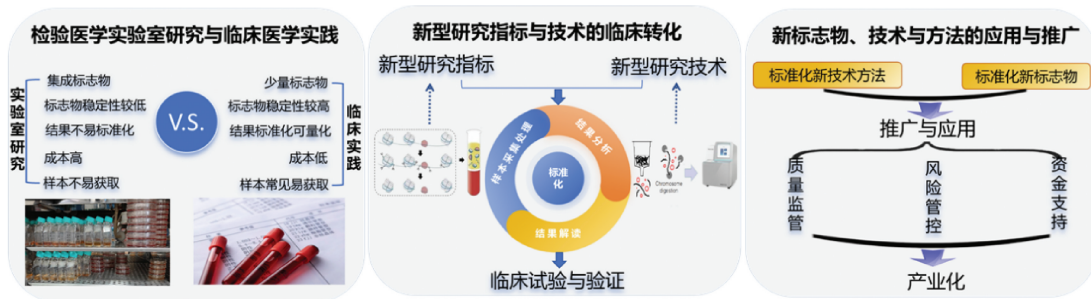 检验医学实验室研究与临床医学实践
实验室研究
集成标志物
标志物稳定性较低
结果不易标准化
成本高
样本不易获取
V.S.
少量标志物
标志物稳定性较高
结果标准化可量化
成本低
样本常见易获取
临床实践
新型研究指标与技术的临床转化
新型研究指标
新型研究技术
样本采集处理
结果分析
标准化
结果解读
Chromosome
digestion
临床试验与验证
新标志物、技术与方法的应用与推广
标准化新技术方法
标准化新标志物
推广与应用
质量监管
风险管控
资金支持
产业化